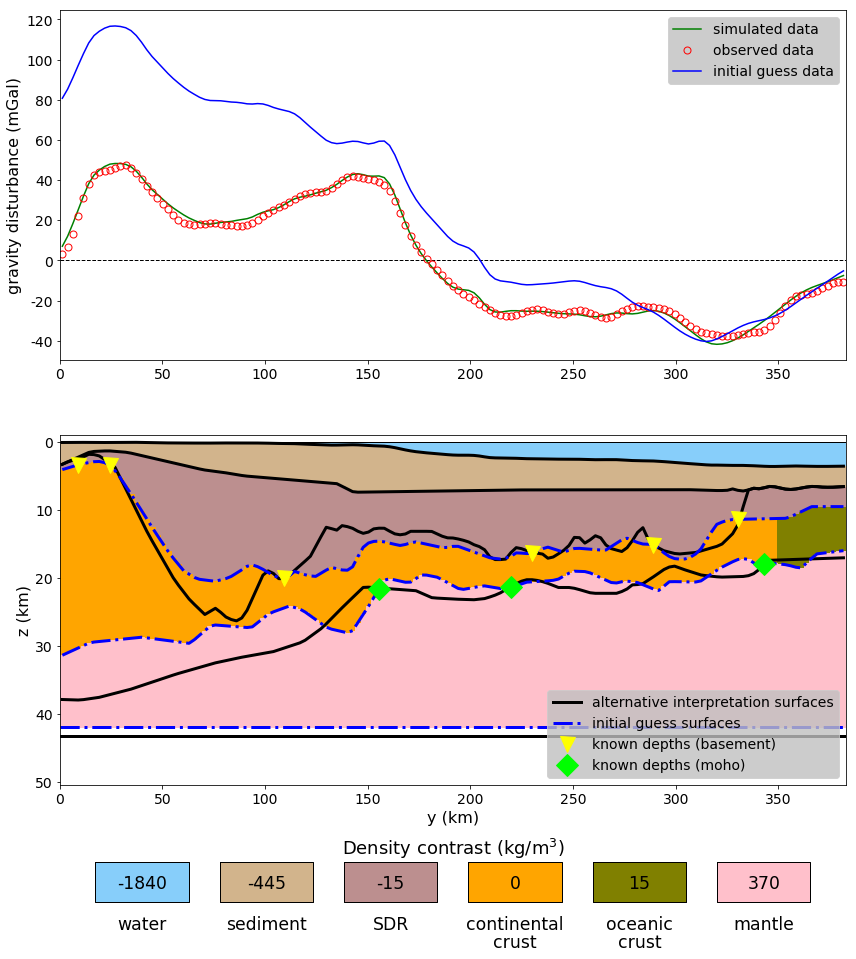 120
100
80
60
40
20
0
-20
-40
gravity disturbance (mGal)
simulated data
observed data
initial guess data
0 50 100 150 200 250 300 350
0
10
20
30
40
50
z (km)
alternative interpretation surfaces
initial guess surfaces
known depths (basement)
known depths (moho)
0 50 100 150 200 250 300 350
y (km)
Density contrast (kg/m³)
-1840 -445 -15 0 15 370
water sediment SDR continental oceanic mantle
crust crust